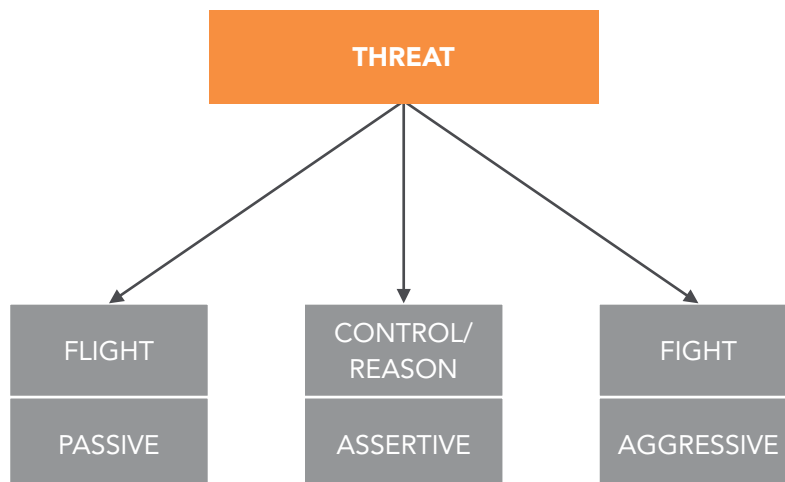 THREAT
FLIGHT
PASSIVE
CONTROL/
REASON
ASSERTIVE
FIGHT
AGGRESSIVE